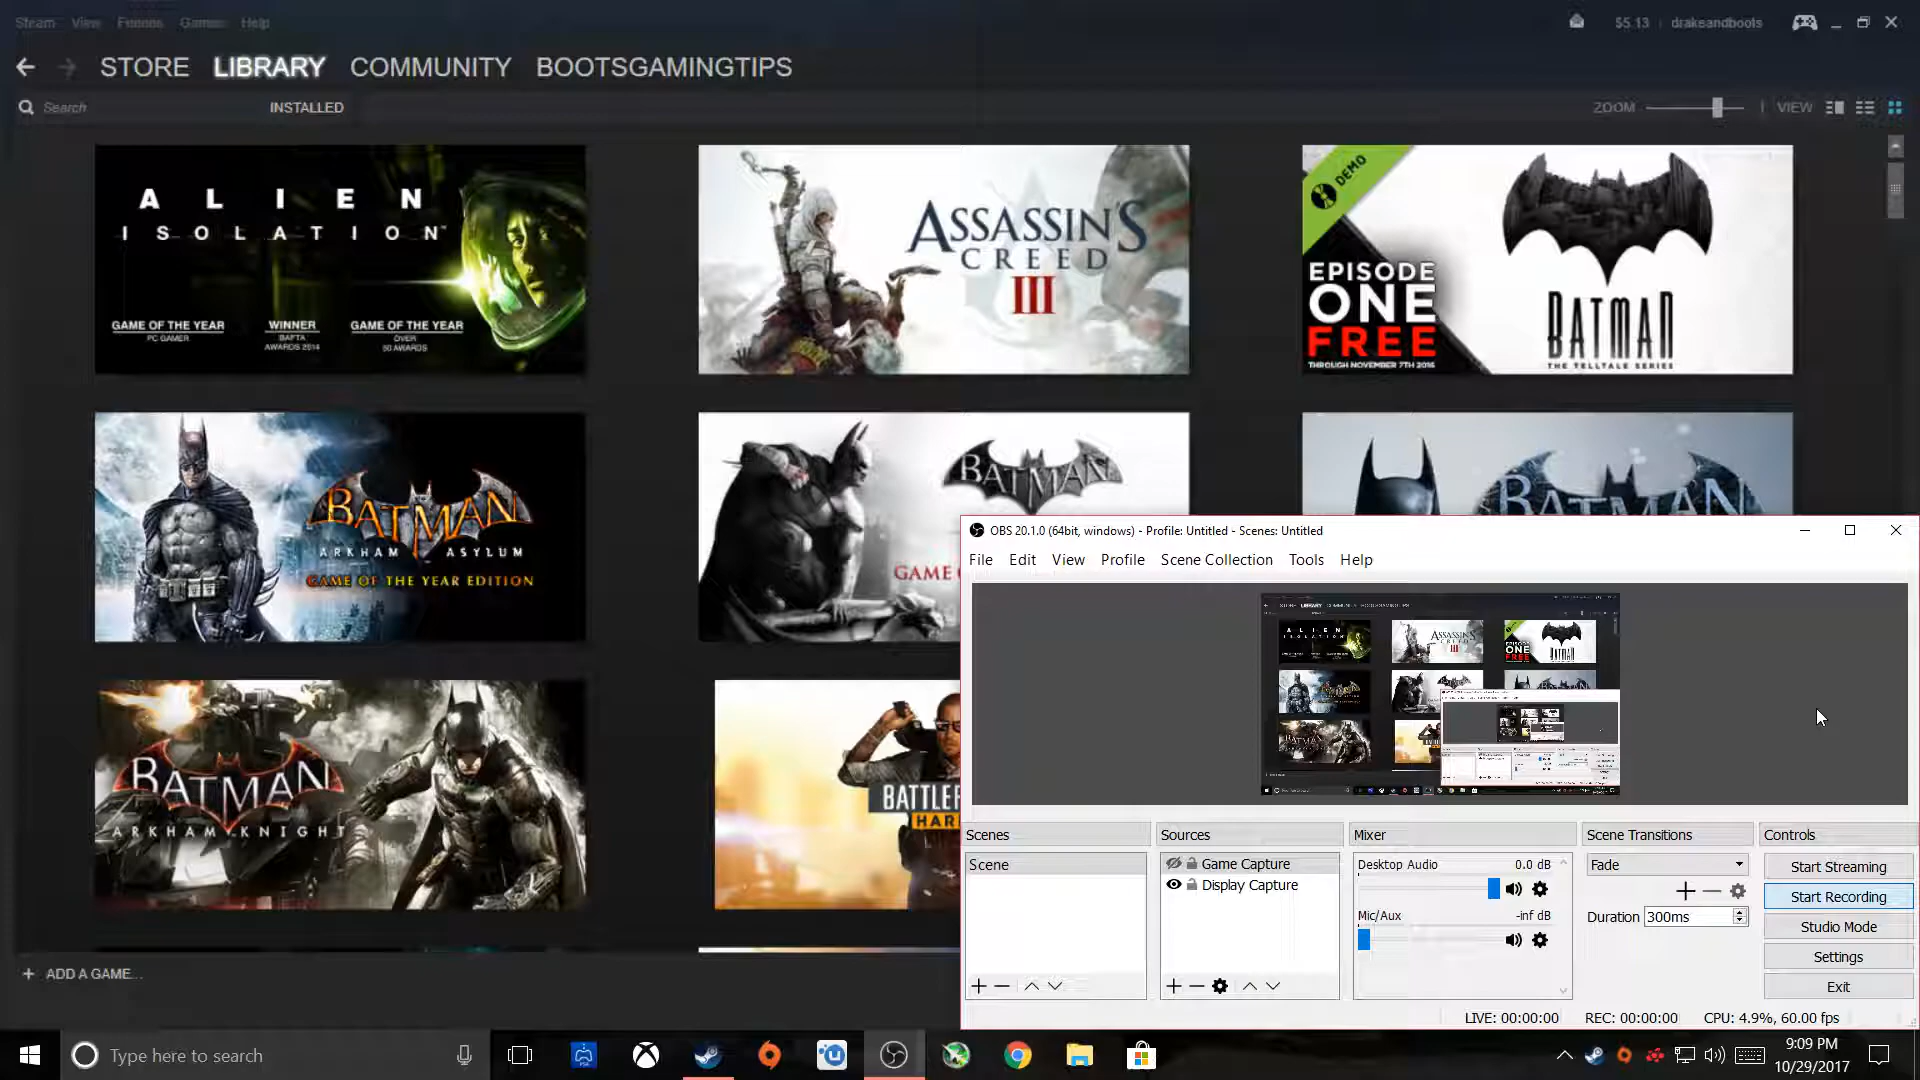 Steam View Friends Games Help
$5.13 drakeandboots
STORE LIBRARY COMMUNITY BOOTSGAMINGTIPS
Search INSTALLED ZOOM VIEW
ALIEN
ISOLATION
GAME OF THE YEAR
PC GAMER
WINNER
BAFTA
AWARDS 2014
GAME OF THE YEAR
OVER
50 AWARDS
ASSASSIN'S
CREED
III
DEMO
EPISODE
ONE
FREE
THROUGH NOVEMBER 7TH 2016
BATMAN
THE TELLTALE SERIES
BATMAN
ARKHAM ASYLUM
GAME OF THE YEAR EDITION
BATMAN
GAME
BATMAN
BATMAN
ARKHAM KNIGHT
BATTLEF
HAR
+ ADD A GAME...
OBS 20.1.0 (64bit, windows) - Profile: Untitled - Scenes: Untitled
File Edit View Profile Scene Collection Tools Help
Scenes
Scene
Sources
Game Capture
Display Capture
Mixer
Desktop Audio 0.0 dB
Mic/Aux -inf dB
Scene Transitions
Fade
Duration 300ms
Controls
Start Streaming
Start Recording
Studio Mode
Settings
Exit
LIVE: 00:00:00 REC: 00:00:00 CPU: 4.9%, 60.00 fps
Type here to search
9:09 PM
10/29/2017